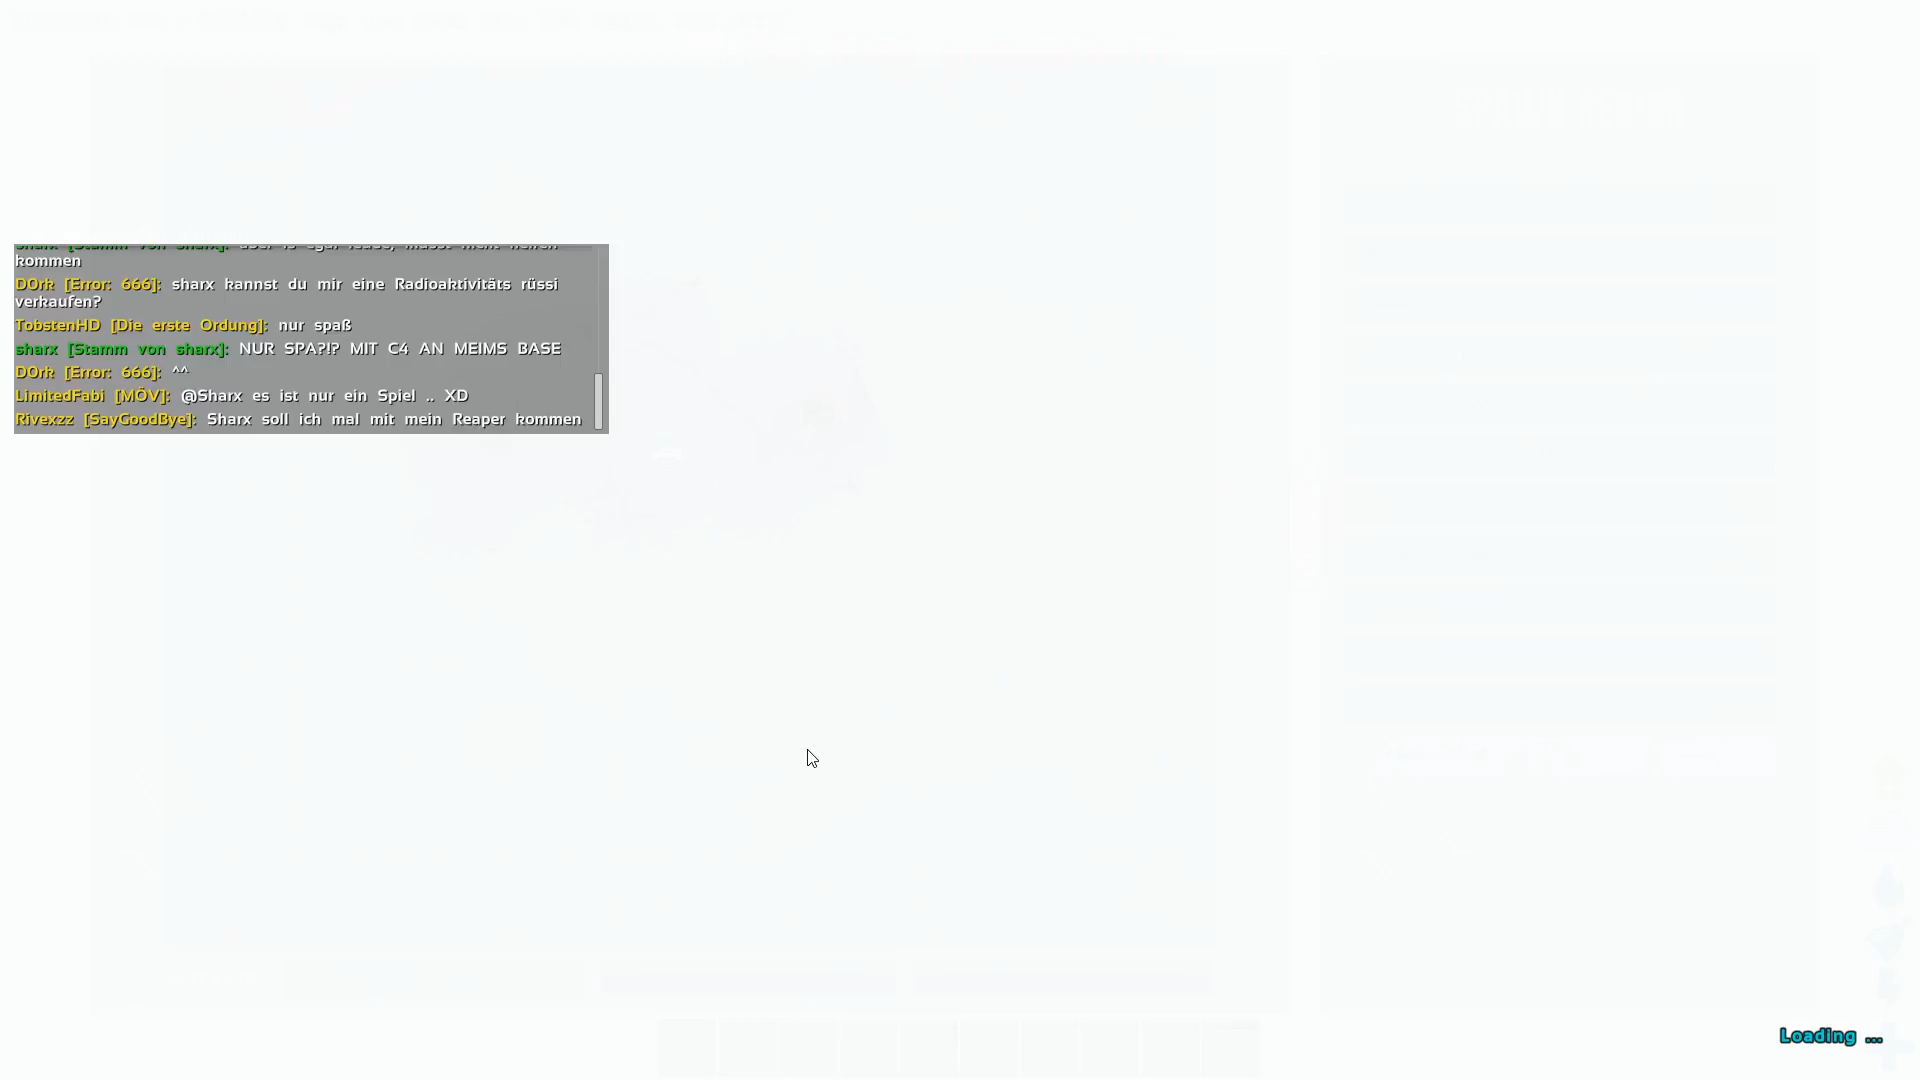 kommen
DOrk [Error: 666]: sharx kannst du mir eine Radioaktivitäts rüssi
verkaufen?
TobstenHD [Die erste Ordung]: nur spaß
sharx [Stamm von sharx]: NUR SPA?!? MIT C4 AN MEIMS BASE
DOrk [Error: 666]: ^^
LimitedFabi [MÖV]: @Sharx es ist nur ein Spiel .. XD
Rivexzz [SayGoodBye]: Sharx soll ich mal mit mein Reaper kommen
Loading ...